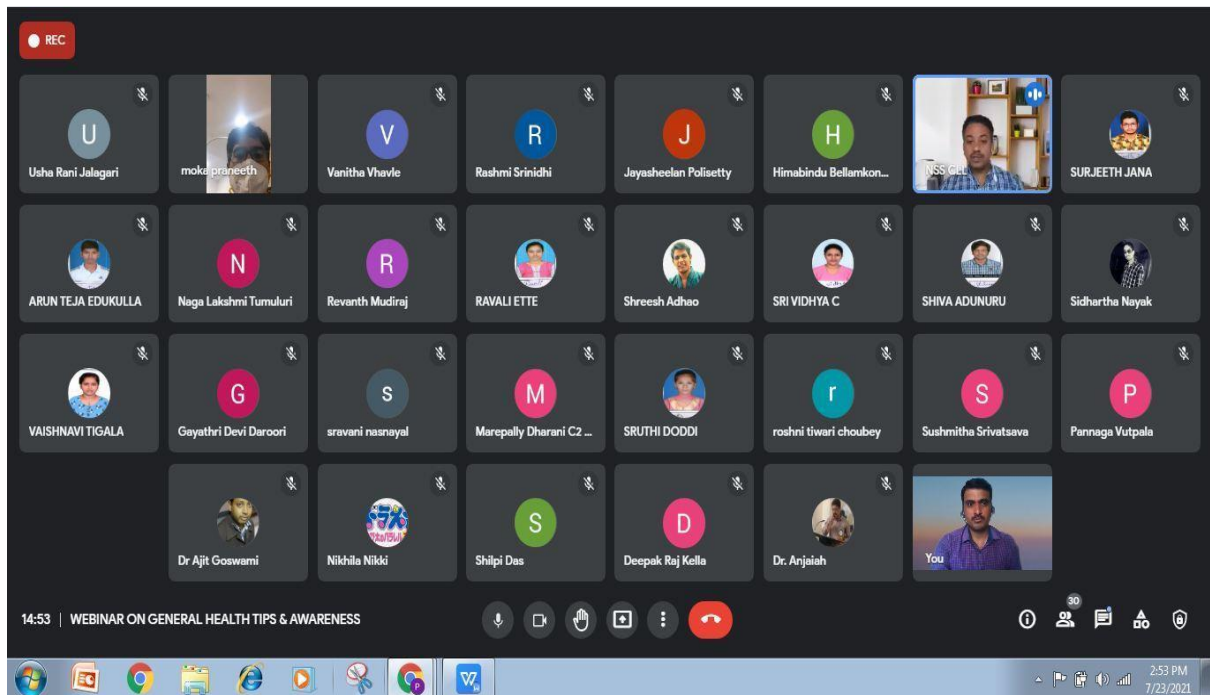 REC
U
Usha Rani Jalagari
moka praneeth
V
Vanitha Vhavle
R
Rashmi Srinidhi
J
Jayasheelan Polisetty
H
Himabindu Bellamkon...
NSS Cell
SURJEETH JANA
ARUN TEJA EDUKULLA
N
Naga Lakshmi Tumuluri
R
Revanth Mudiraj
RAVALI ETTE
Shreesh Adhao
SRI VIDHYA C
SHIVA ADUNURU
Sidhartha Nayak
VAISHNAVI TIGALA
G
Gayathri Devi Daroori
s
sravani nasnayal
M
Marepally Dharani C2 ...
SRUTHI DODDI
r
roshni tiwari choubey
S
Sushmitha Srivatsava
P
Pannaga Vutpala
Dr Ajit Goswami
Nikhila Nikki
S
Shilpi Das
D
Deepak Raj Kella
Dr. Anjaiah
You
14:53 | WEBINAR ON GENERAL HEALTH TIPS & AWARENESS
30
2:53 PM
7/23/2021